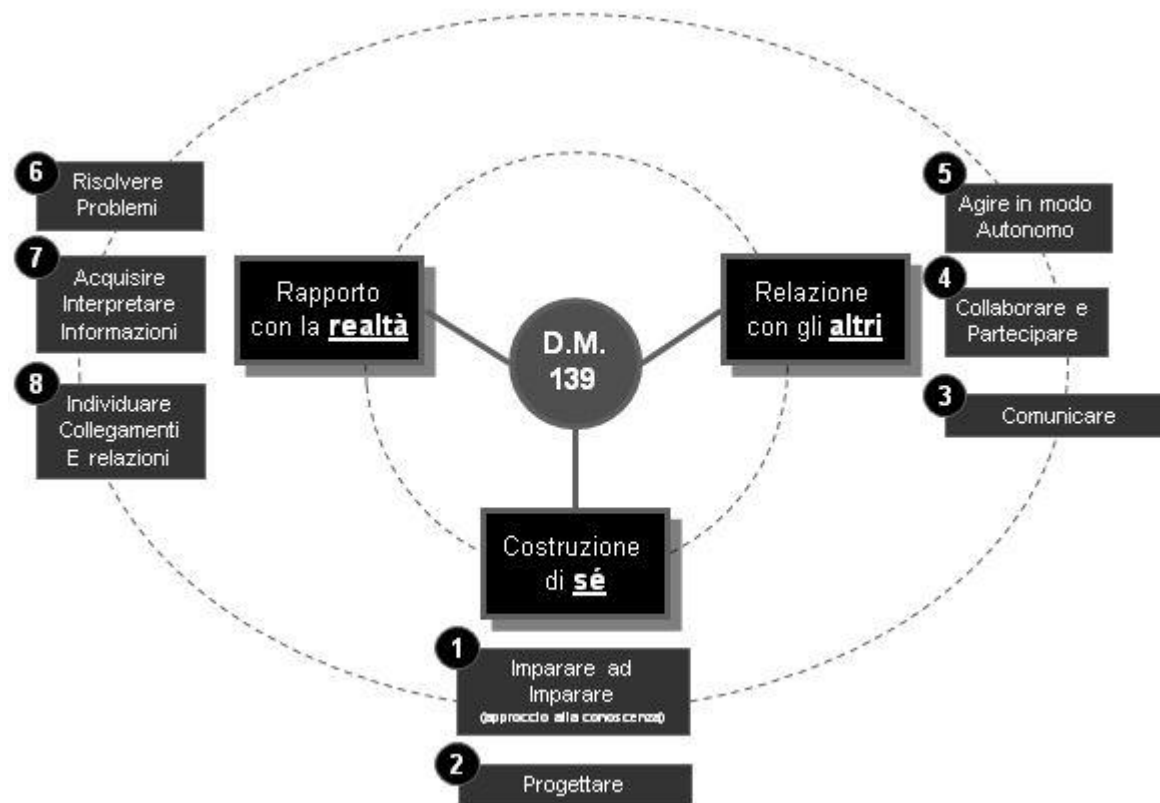 6
Risolvere
Problemi
7
Acquisire
Interpretare
Informazioni
8
Individuare
Collegamenti
E relazioni
Rapporto
con la realtà
D.M.
139
Relazione
con gli altri
5
Agire in modo
Autonomo
4
Collaborare e
Partecipare
3
Comunicare
Costruzione
di sé
1
Imparare ad
Imparare
(approccio alla conoscenza)
2
Progettare